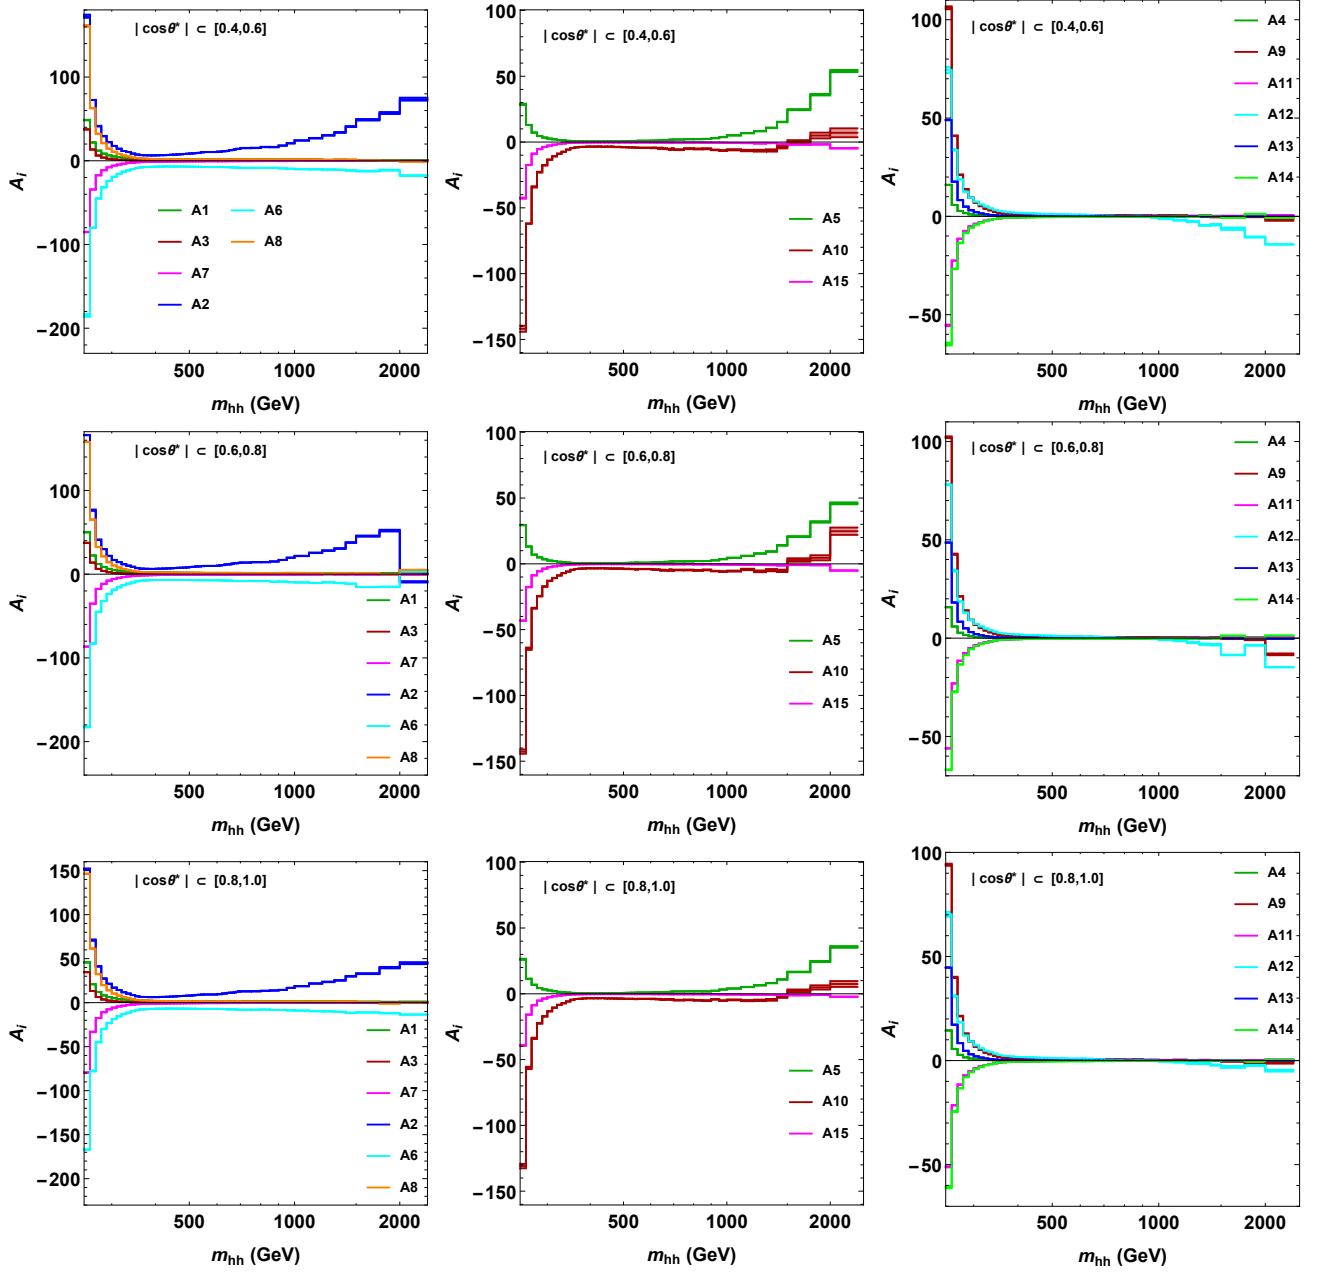 | cosθ* | ⊂ [0.4,0.6]
100
0
−100
−200
A_i
A1 A6
A3 A8
A7
A2
500 1000 2000
m_hh (GeV)
| cosθ* | ⊂ [0.4,0.6]
100
50
0
−50
−100
−150
A_i
A5
A10
A15
500 1000 2000
m_hh (GeV)
| cosθ* | ⊂ [0.4,0.6]
100
50
0
−50
A_i
A4
A9
A11
A12
A13
A14
500 1000 2000
m_hh (GeV)
| cosθ* | ⊂ [0.6,0.8]
100
0
−100
−200
A_i
A1
A3
A7
A2
A6
A8
500 1000 2000
m_hh (GeV)
| cosθ* | ⊂ [0.6,0.8]
100
50
0
−50
−100
−150
A_i
A5
A10
A15
500 1000 2000
m_hh (GeV)
| cosθ* | ⊂ [0.6,0.8]
100
50
0
−50
A_i
A4
A9
A11
A12
A13
A14
500 1000 2000
m_hh (GeV)
| cosθ* | ⊂ [0.8,1.0]
150
100
50
0
−50
−100
−150
−200
A_i
A1
A3
A7
A2
A6
A8
500 1000 2000
m_hh (GeV)
| cosθ* | ⊂ [0.8,1.0]
100
50
0
−50
−100
−150
A_i
A5
A10
A15
500 1000 2000
m_hh (GeV)
| cosθ* | ⊂ [0.8,1.0]
100
50
0
−50
A_i
A4
A9
A11
A12
A13
A14
500 1000 2000
m_hh (GeV)